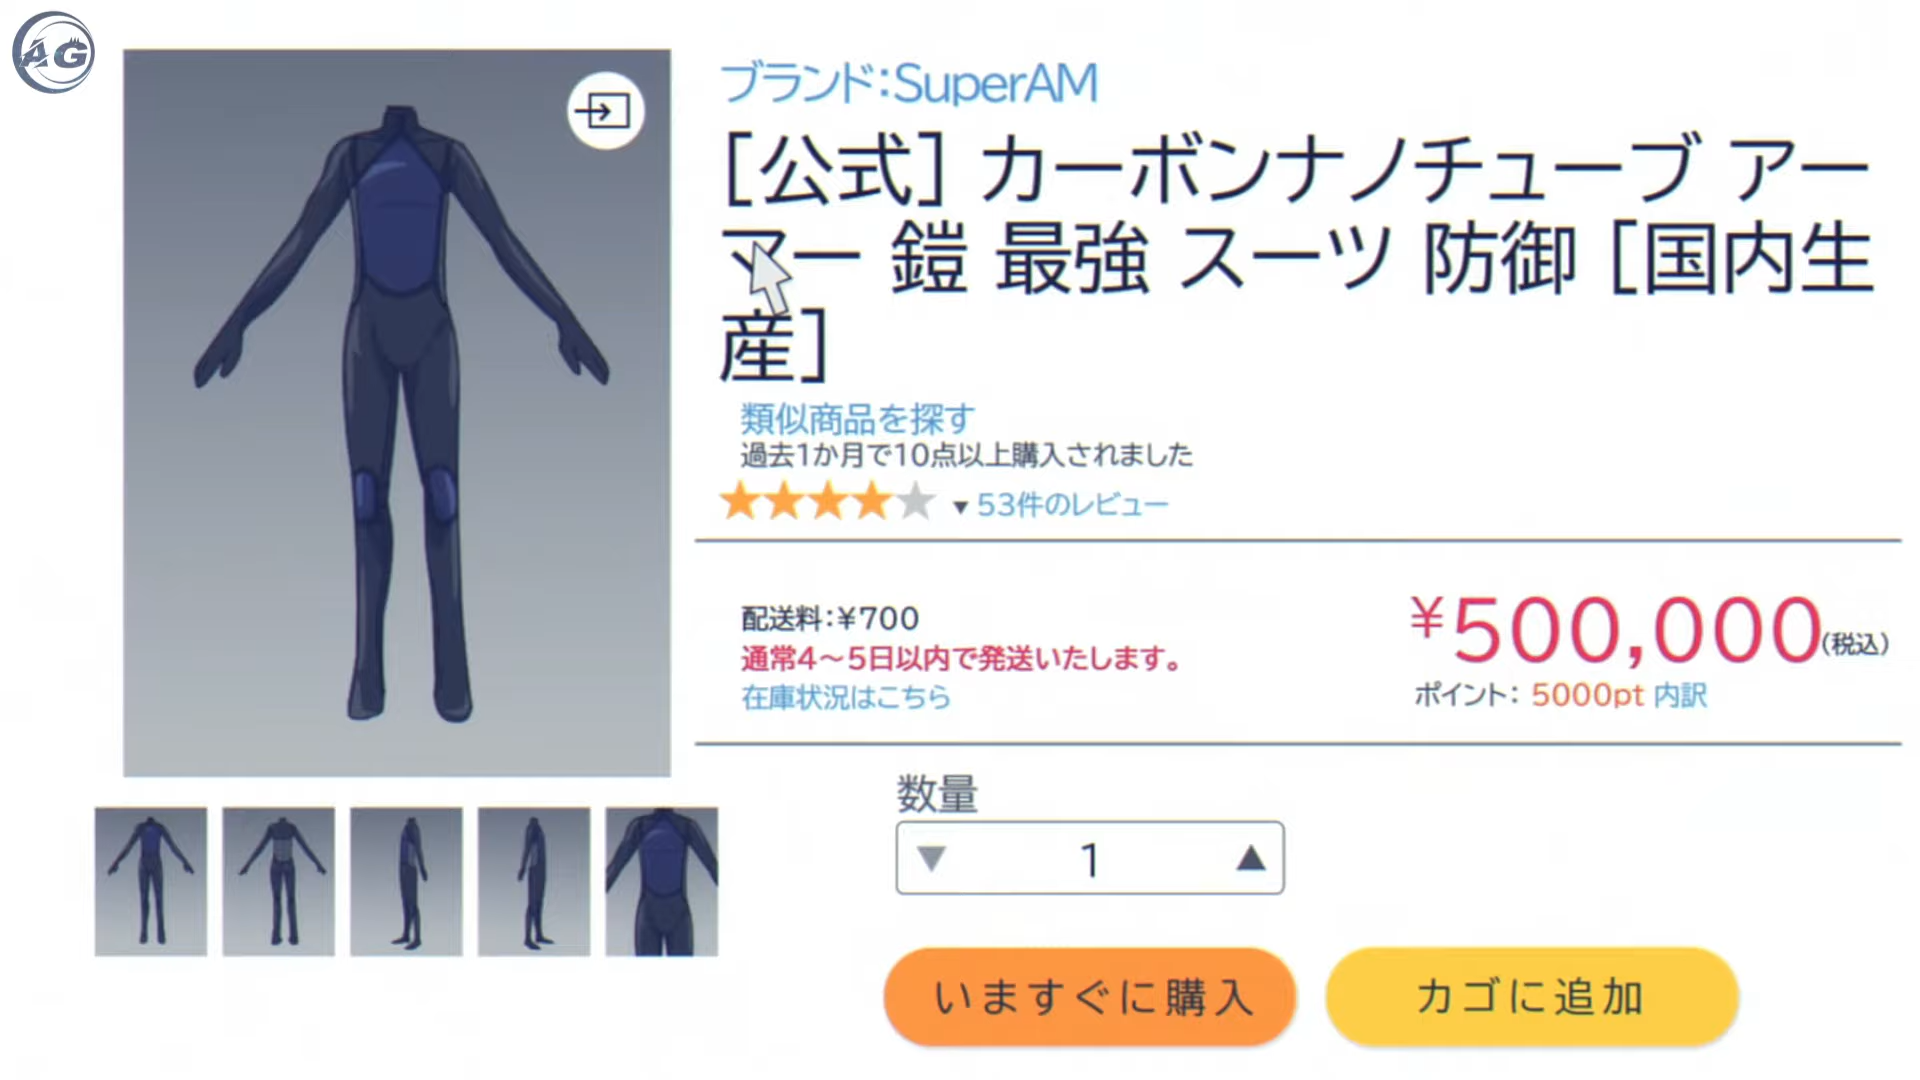 AG
ブランド:SuperAM
[公式] カーボンナノチューブ アー
マー 鎧 最強 スーツ 防御 [国内生
産]
類似商品を探す
過去1か月で10点以上購入されました
▼53件のレビュー
配送料:¥700
通常4~5日以内で発送いたします。
在庫状況はこちら
¥500,000(税込)
ポイント: 5000pt 内訳
数量
▼ 1 ▲
いますぐに購入
カゴに追加